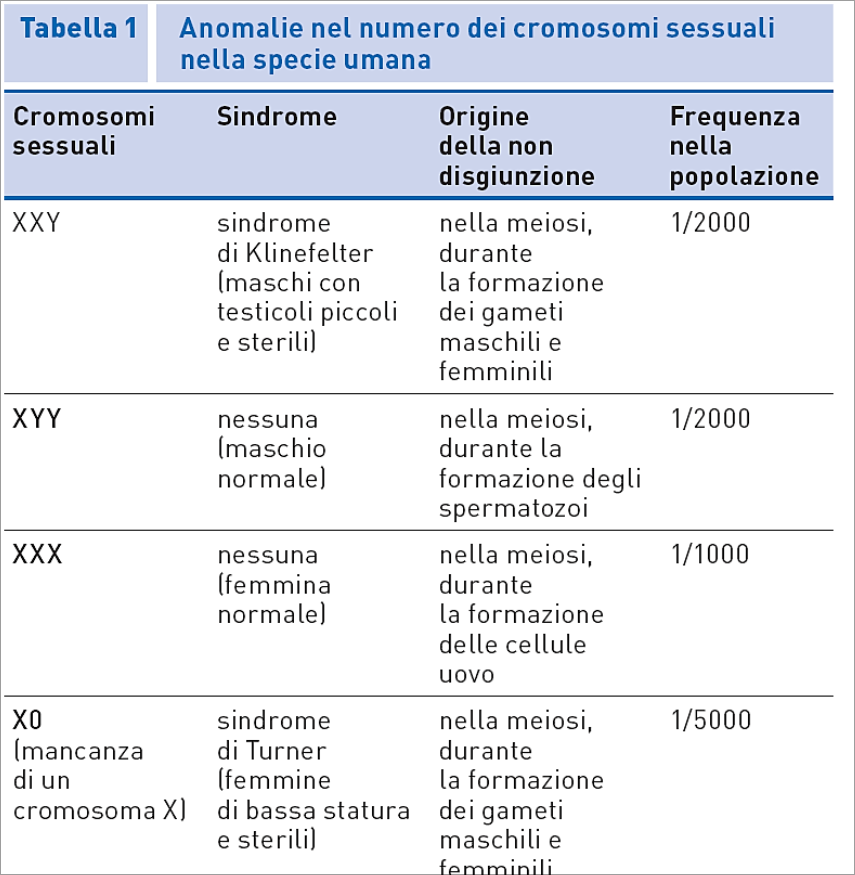 Tabella 1
Anomalie nel numero dei cromosomi sessuali
nella specie umana
Cromosomi
sessuali
Sindrome
Origine
della non
disgiunzione
Frequenza
nella
popolazione
XXY
sindrome
di Klinefelter
(maschi con
testicoli piccoli
e sterili)
nella meiosi,
durante
la formazione
dei gameti
maschili e
femminili
1/2000
XYY
nessuna
(maschio
normale)
nella meiosi,
durante la
formazione degli
spermatozoi
1/2000
XXX
nessuna
(femmina
normale)
nella meiosi,
durante
la formazione
delle cellule
uovo
1/1000
X0
(mancanza
di un
cromosoma X)
sindrome
di Turner
(femmine
di bassa statura
e sterili)
nella meiosi,
durante
la formazione
dei gameti
maschili e
femminili
1/5000